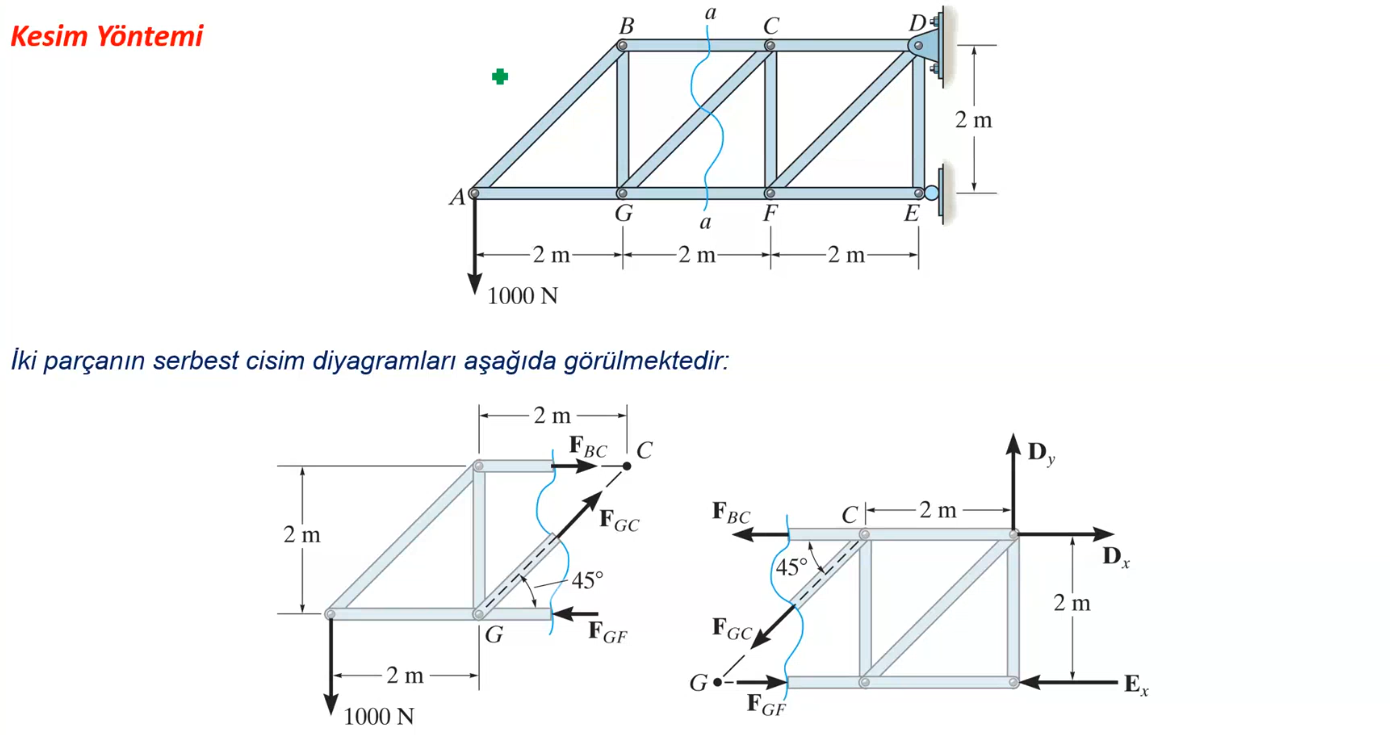 Kesim Yöntemi
a
B
C
D
2 m
A
G
a
F
E
2 m
2 m
2 m
1000 N
İki parçanın serbest cisim diyagramları aşağıda görülmektedir:
2 m
F_BC
C
2 m
F_GC
45°
G
F_GF
2 m
1000 N
D_y
F_BC
C
2 m
D_x
45°
2 m
F_GC
G
F_GF
E_x